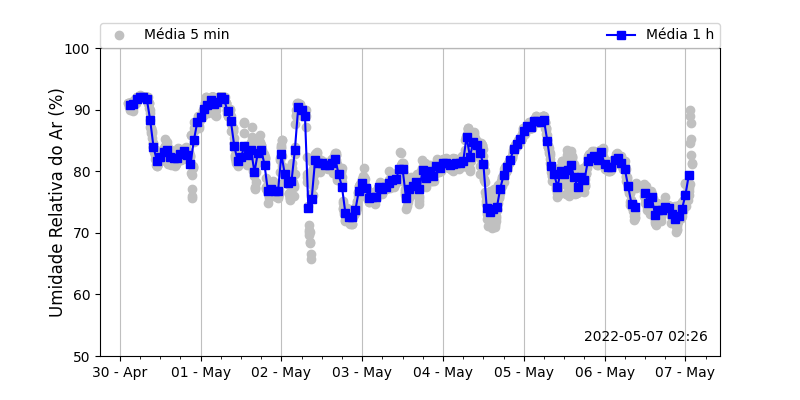 Média 5 min
Média 1 h
Umidade Relativa do Ar (%)
100
90
80
70
60
50
2022-05-07 02:26
30 - Apr
01 - May
02 - May
03 - May
04 - May
05 - May
06 - May
07 - May